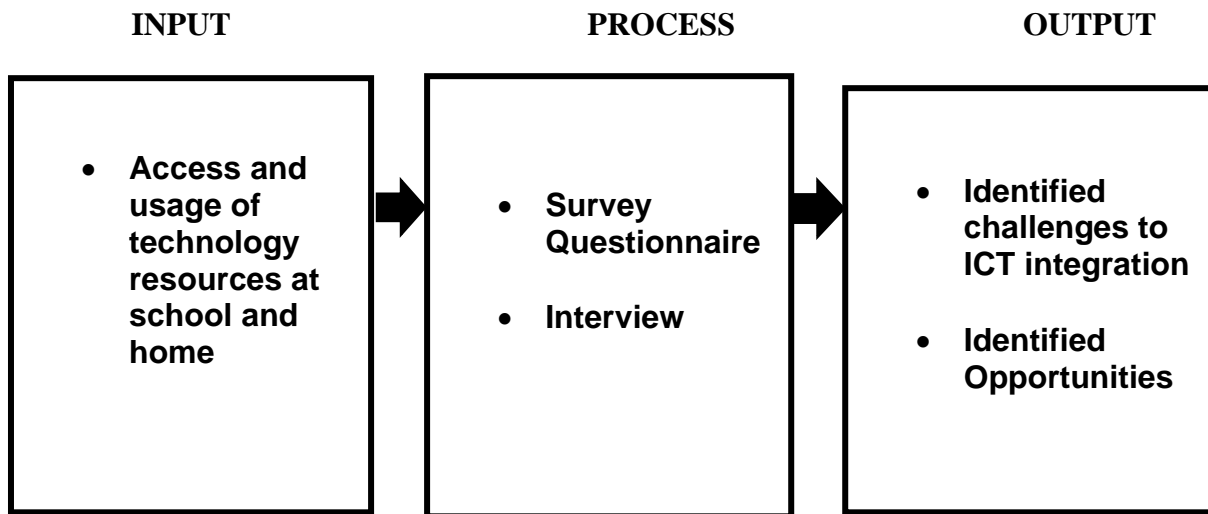 INPUT
PROCESS
OUTPUT
• Access and
usage of
technology
resources at
school and
home
• Survey
Questionnaire
• Interview
• Identified
challenges to
ICT integration
• Identified
Opportunities